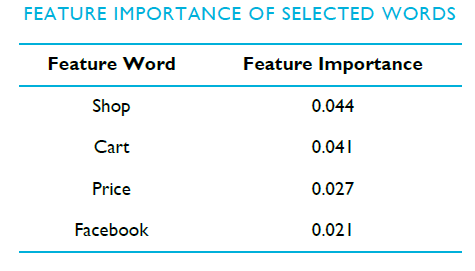 FEATURE IMPORTANCE OF SELECTED WORDS
Feature Word Feature Importance
Shop 0.044
Cart 0.041
Price 0.027
Facebook 0.021